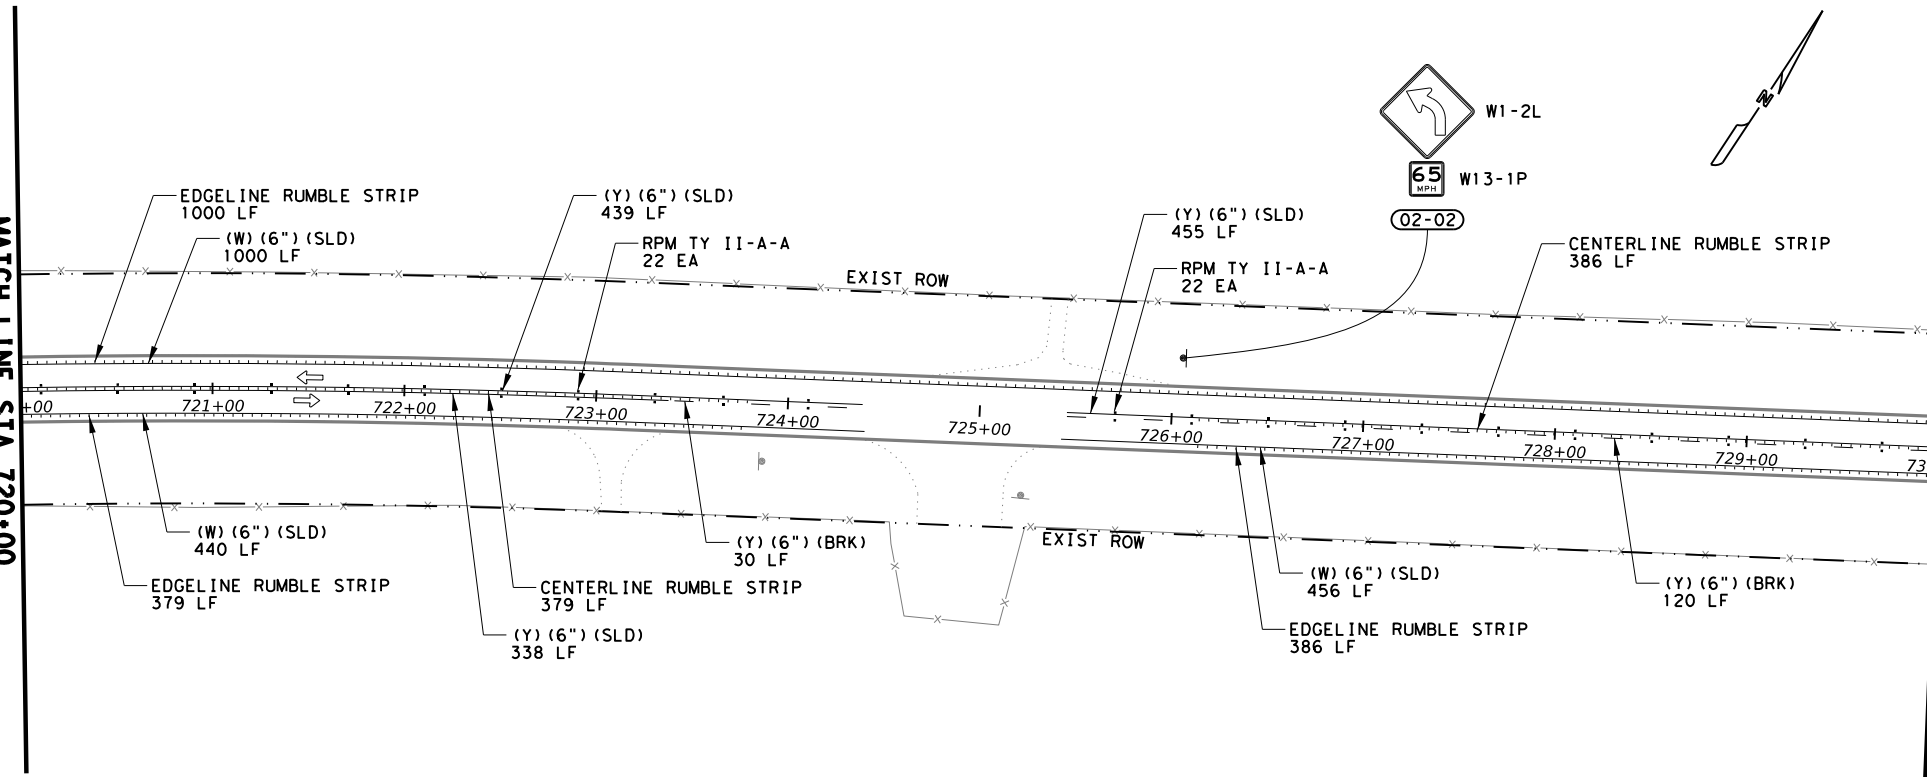 W1-2L
65
MPH
W13-1P
02-02
N
EDGELINE RUMBLE STRIP
1000 LF
(W) (6") (SLD)
1000 LF
(Y) (6") (SLD)
439 LF
RPM TY II-A-A
22 EA
(Y) (6") (SLD)
455 LF
RPM TY II-A-A
22 EA
CENTERLINE RUMBLE STRIP
386 LF
EXIST ROW
+00
721+00
722+00
723+00
724+00
725+00
726+00
727+00
728+00
729+00
73
EXIST ROW
(W) (6") (SLD)
440 LF
EDGELINE RUMBLE STRIP
379 LF
(Y) (6") (BRK)
30 LF
CENTERLINE RUMBLE STRIP
379 LF
(Y) (6") (SLD)
338 LF
(W) (6") (SLD)
456 LF
EDGELINE RUMBLE STRIP
386 LF
(Y) (6") (BRK)
120 LF
STA 720+00